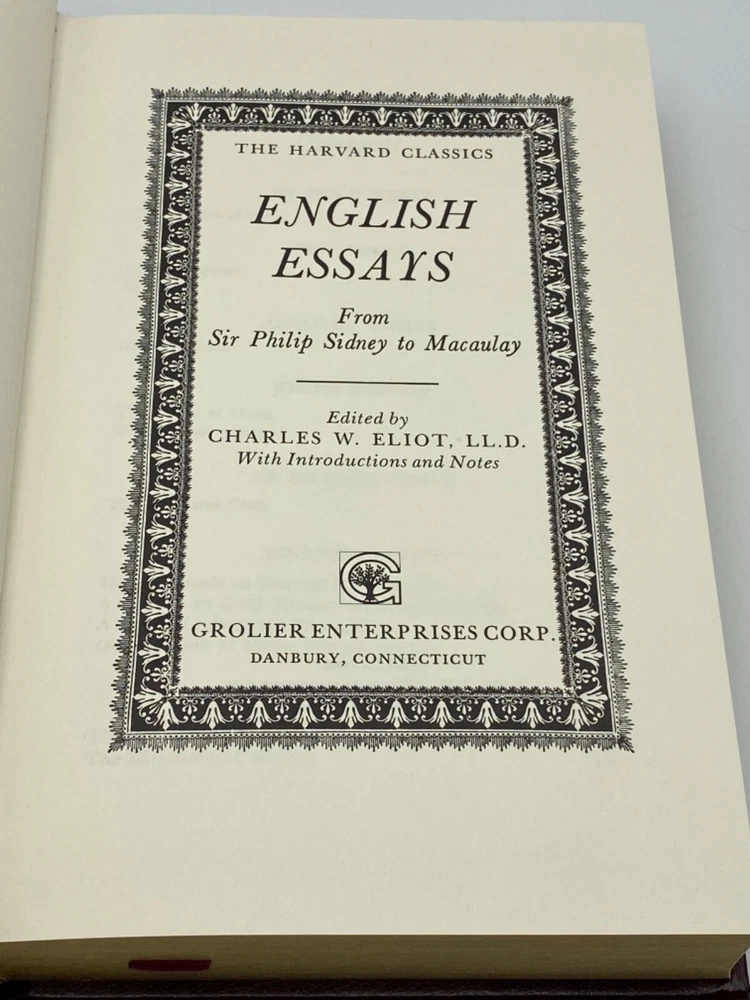 THE HARVARD CLASSICS
ENGLISH
ESSAYS
From
Sir Philip Sidney to Macaulay
Edited by
CHARLES W. ELIOT, LL.D.
With Introductions and Notes
G
GROLIER ENTERPRISES CORP.
DANBURY, CONNECTICUT